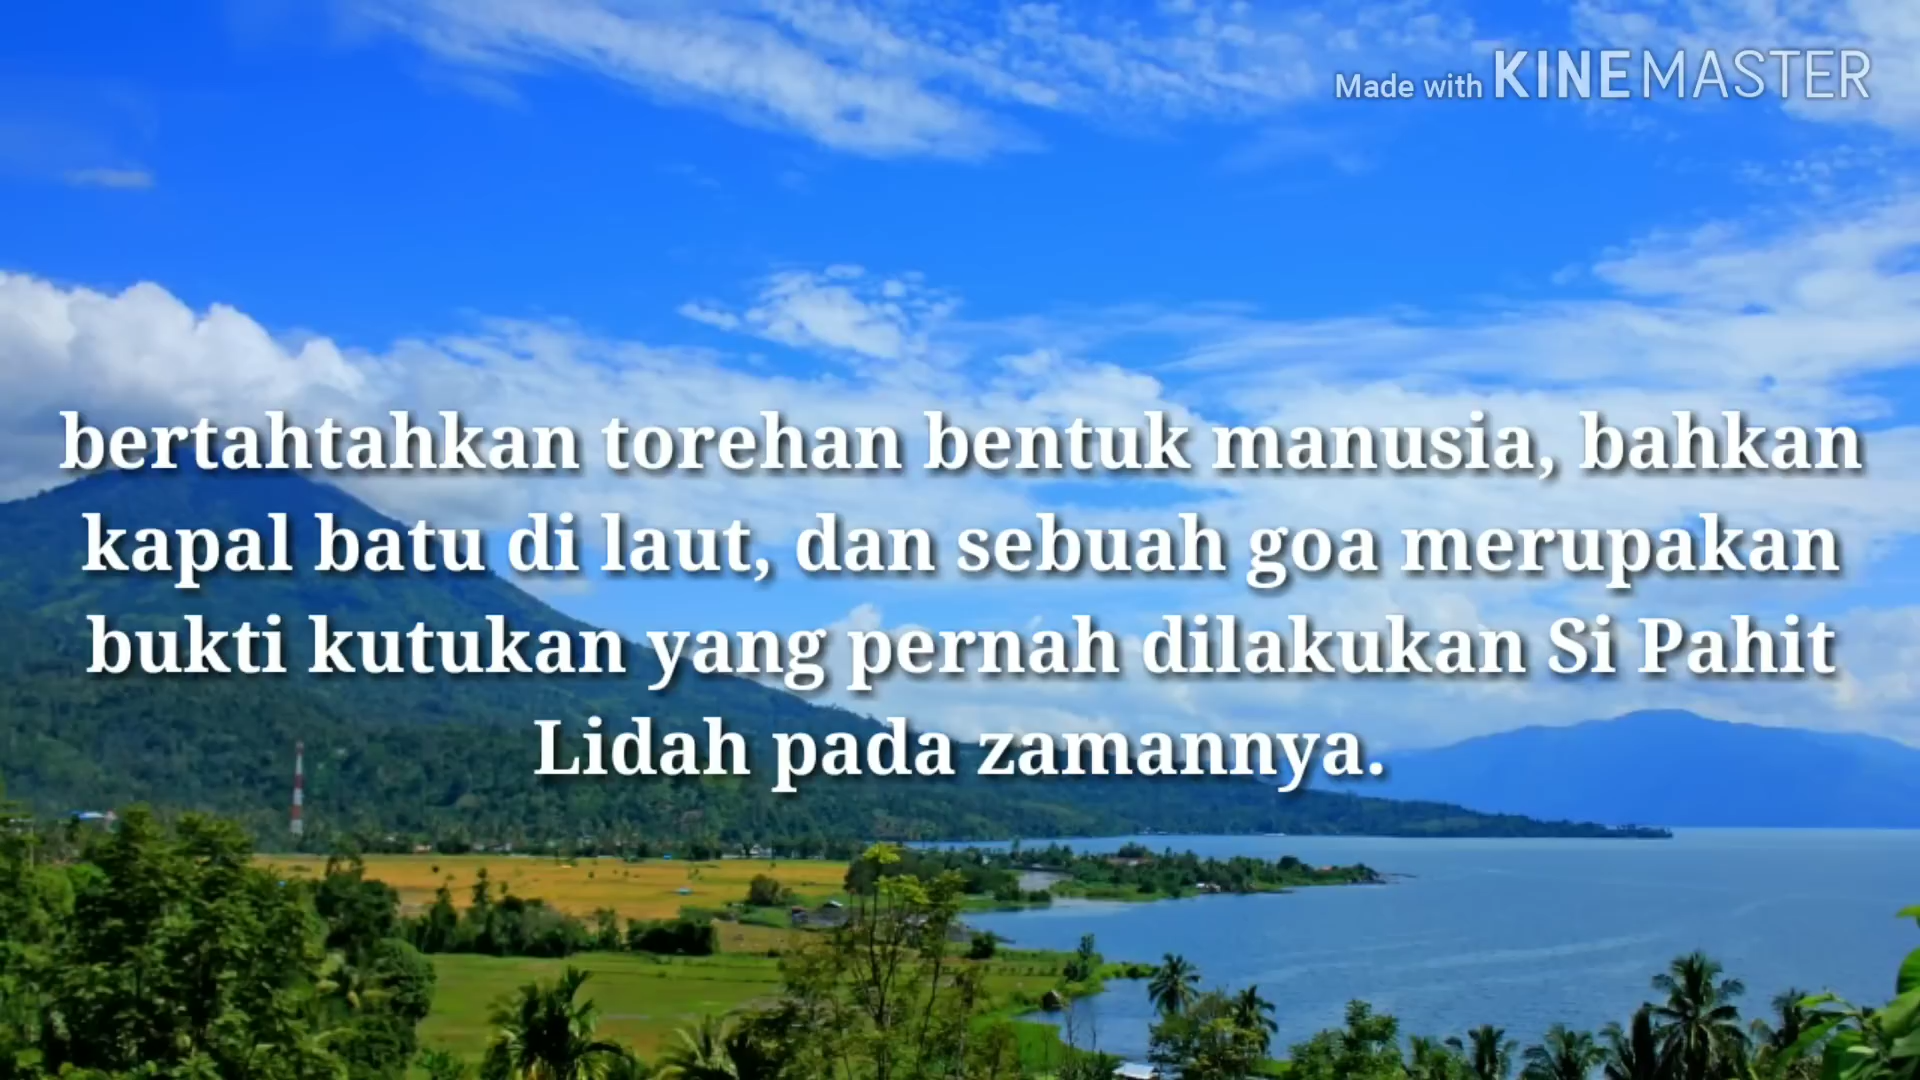 Made with KINEMASTER
bertahtahkan torehan bentuk manusia, bahkan
kapal batu di laut, dan sebuah goa merupakan
bukti kutukan yang pernah dilakukan Si Pahit
Lidah pada zamannya.